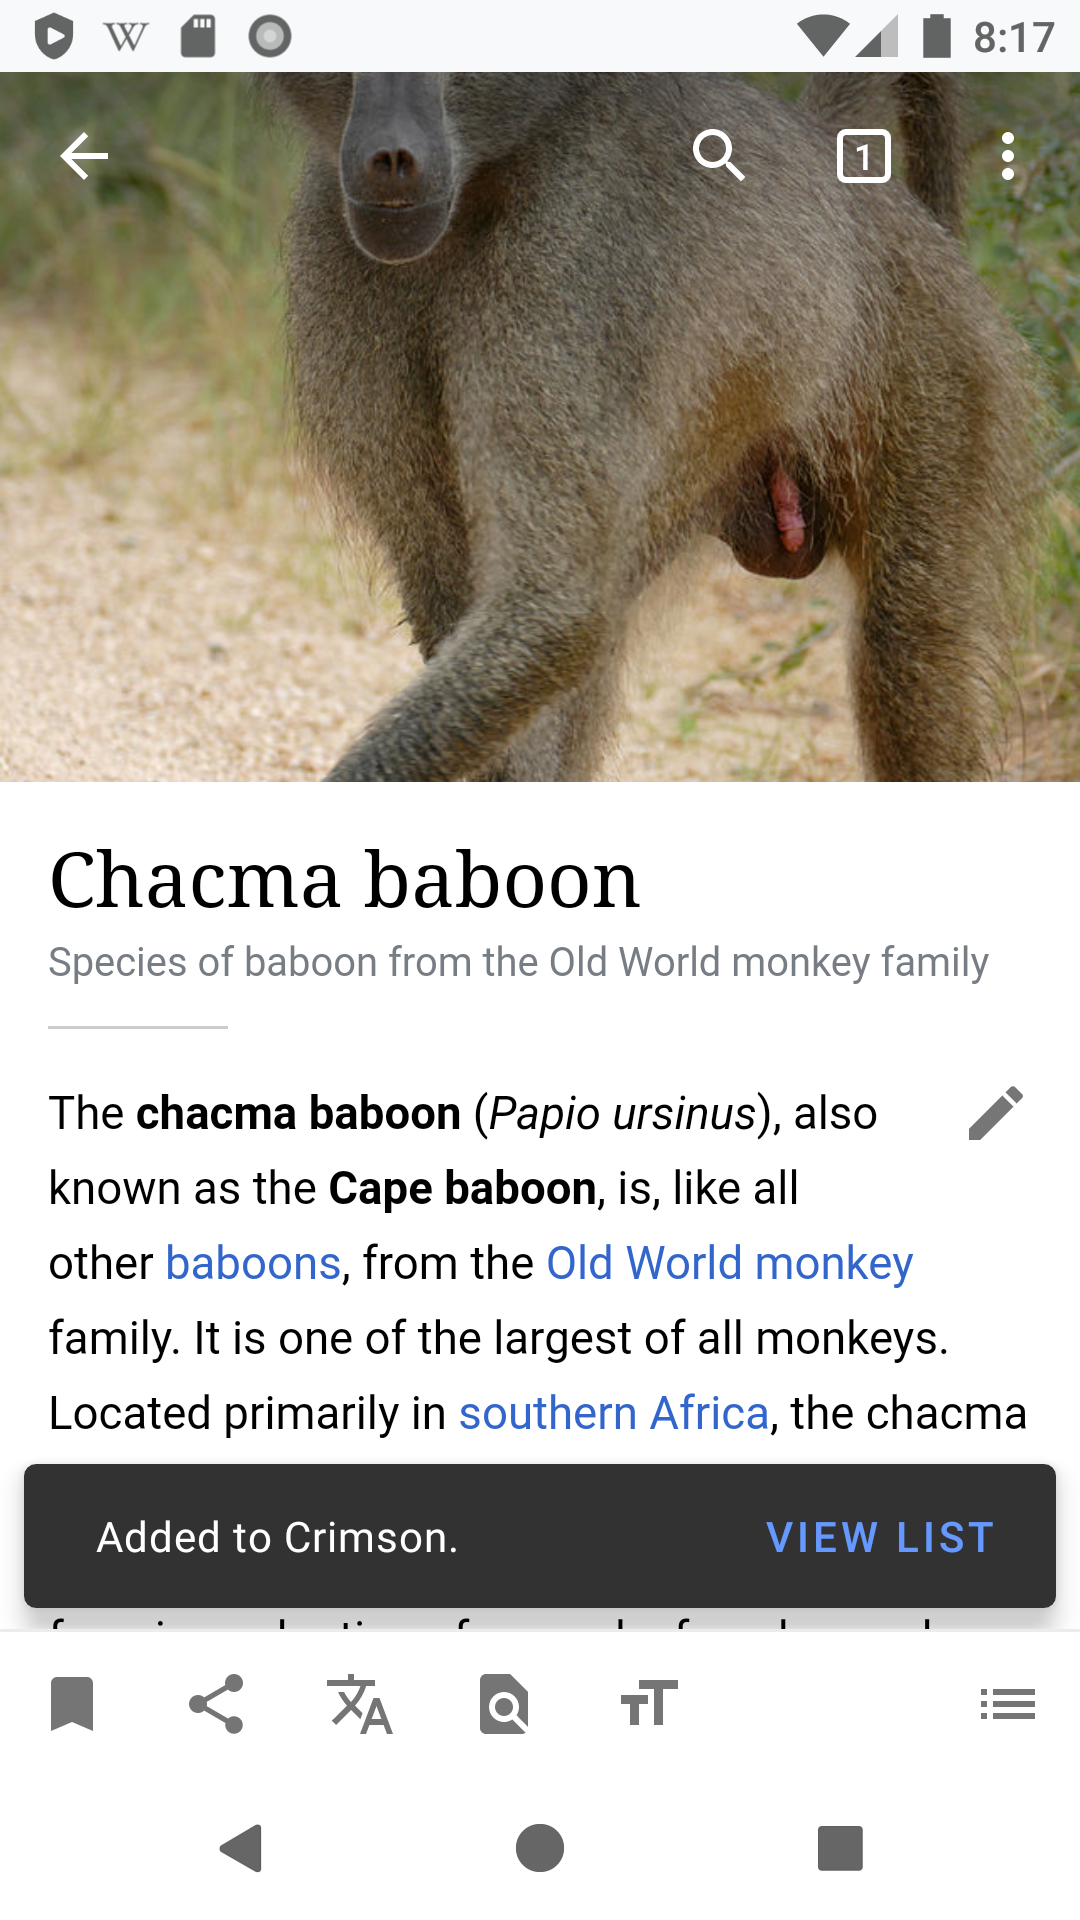 8:17
1
Chacma baboon
Species of baboon from the Old World monkey family
The chacma baboon (Papio ursinus), also
known as the Cape baboon, is, like all
other baboons, from the Old World monkey
family. It is one of the largest of all monkeys.
Located primarily in southern Africa, the chacma
Added to Crimson.
VIEW LIST